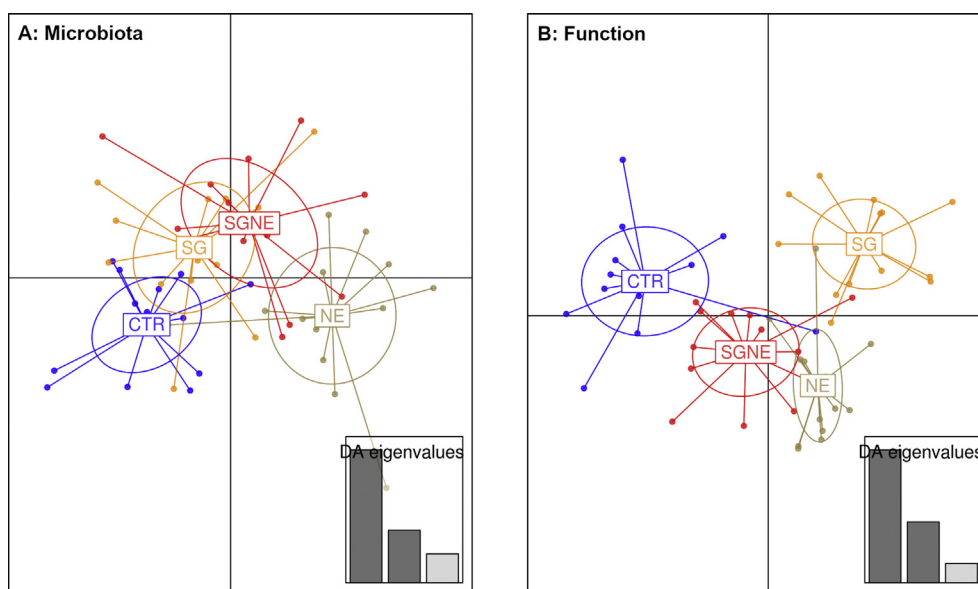 A: Microbiota
SGNE
SG
NE
CTR
DA eigenvalues
B: Function
SG
CTR
SGNE
NE
DA eigenvalues